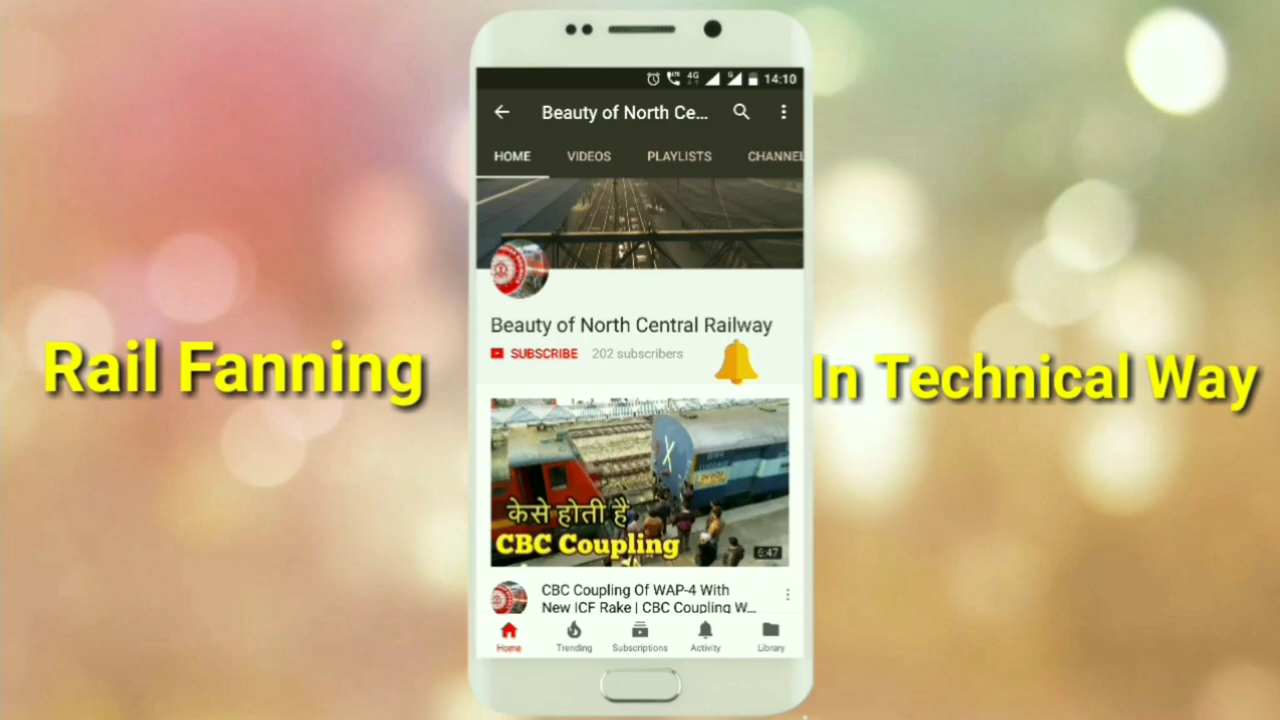 4G
14:10
Beauty of North Ce...
HOME VIDEOS PLAYLISTS CHANNEL
Beauty of North Central Railway
SUBSCRIBE 202 subscribers
Rail Fanning
In Technical Way
केसे होती हैं
CBC Coupling
6:47
CBC Coupling Of WAP-4 With
New ICF Rake | CBC Coupling W...
Home Trending Subscriptions Activity Library